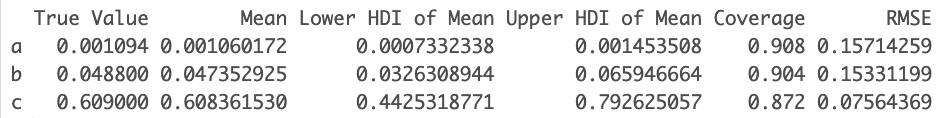 True Value Mean Lower HDI of Mean Upper HDI of Mean Coverage RMSE
a 0.001094 0.001060172 0.0007332338 0.001453508 0.908 0.15714259
b 0.048800 0.047352925 0.0326308944 0.065946664 0.904 0.15331199
c 0.609000 0.608361530 0.4425318771 0.792625057 0.872 0.07564369